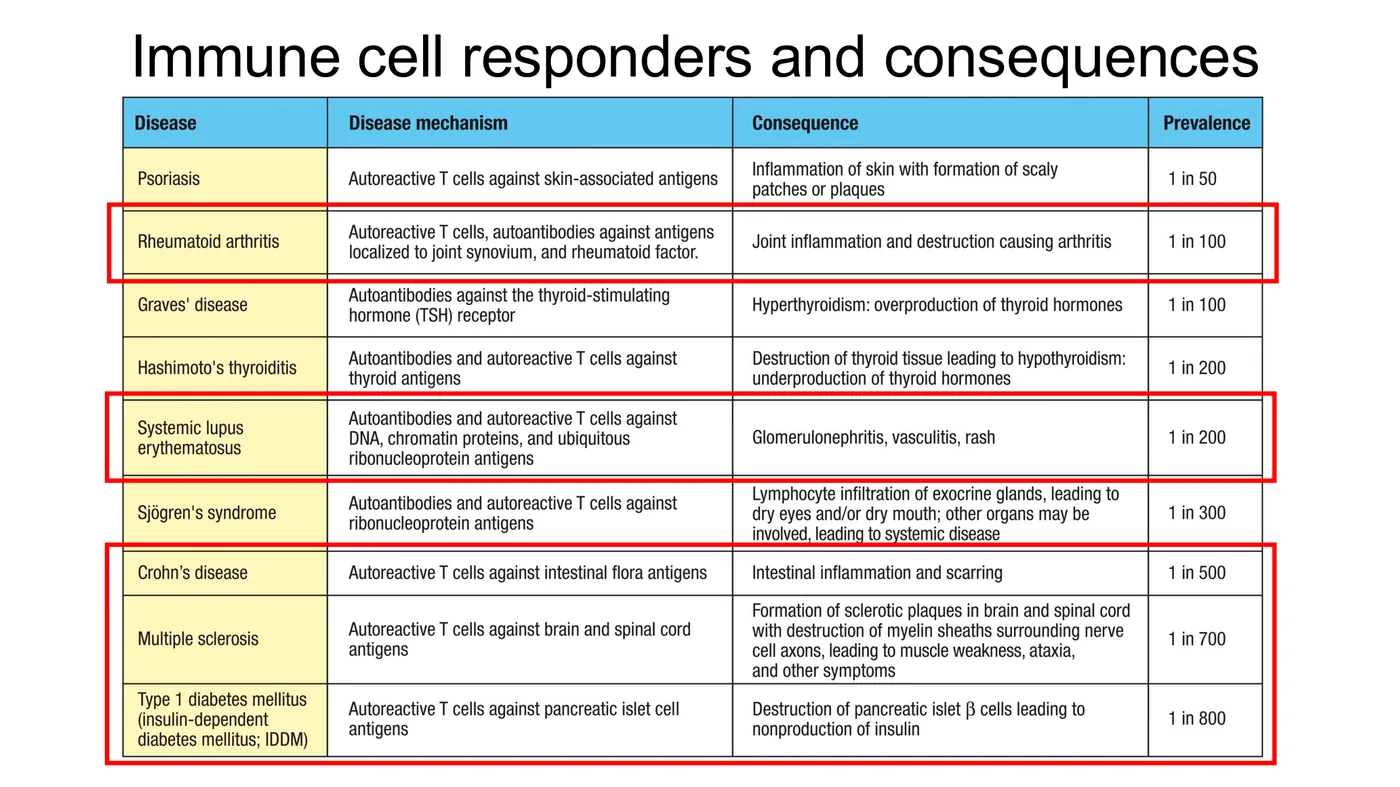 Immune cell responders and consequences
Disease
Disease mechanism
Consequence
Prevalence
Psoriasis
Autoreactive T cells against skin-associated antigens
Inflammation of skin with formation of scaly
patches or plaques
1 in 50
Rheumatoid arthritis
Autoreactive T cells, autoantibodies against antigens
localized to joint synovium, and rheumatoid factor.
Joint inflammation and destruction causing arthritis
1 in 100
Graves' disease
Autoantibodies against the thyroid-stimulating
hormone (TSH) receptor
Hyperthyroidism: overproduction of thyroid hormones
1 in 100
Hashimoto's thyroiditis
Autoantibodies and autoreactive T cells against
thyroid antigens
Destruction of thyroid tissue leading to hypothyroidism:
underproduction of thyroid hormones
1 in 200
Systemic lupus
erythematosus
Autoantibodies and autoreactive T cells against
DNA, chromatin proteins, and ubiquitous
ribonucleoprotein antigens
Glomerulonephritis, vasculitis, rash
1 in 200
Sjögren's syndrome
Autoantibodies and autoreactive T cells against
ribonucleoprotein antigens
Lymphocyte infiltration of exocrine glands, leading to
dry eyes and/or dry mouth; other organs may be
involved, leading to systemic disease
1 in 300
Crohn’s disease
Autoreactive T cells against intestinal flora antigens
Intestinal inflammation and scarring
1 in 500
Multiple sclerosis
Autoreactive T cells against brain and spinal cord
antigens
Formation of sclerotic plaques in brain and spinal cord
with destruction of myelin sheaths surrounding nerve
cell axons, leading to muscle weakness, ataxia,
and other symptoms
1 in 700
Type 1 diabetes mellitus
(insulin-dependent
diabetes mellitus; IDDM)
Autoreactive T cells against pancreatic islet cell
antigens
Destruction of pancreatic islet β cells leading to
nonproduction of insulin
1 in 800